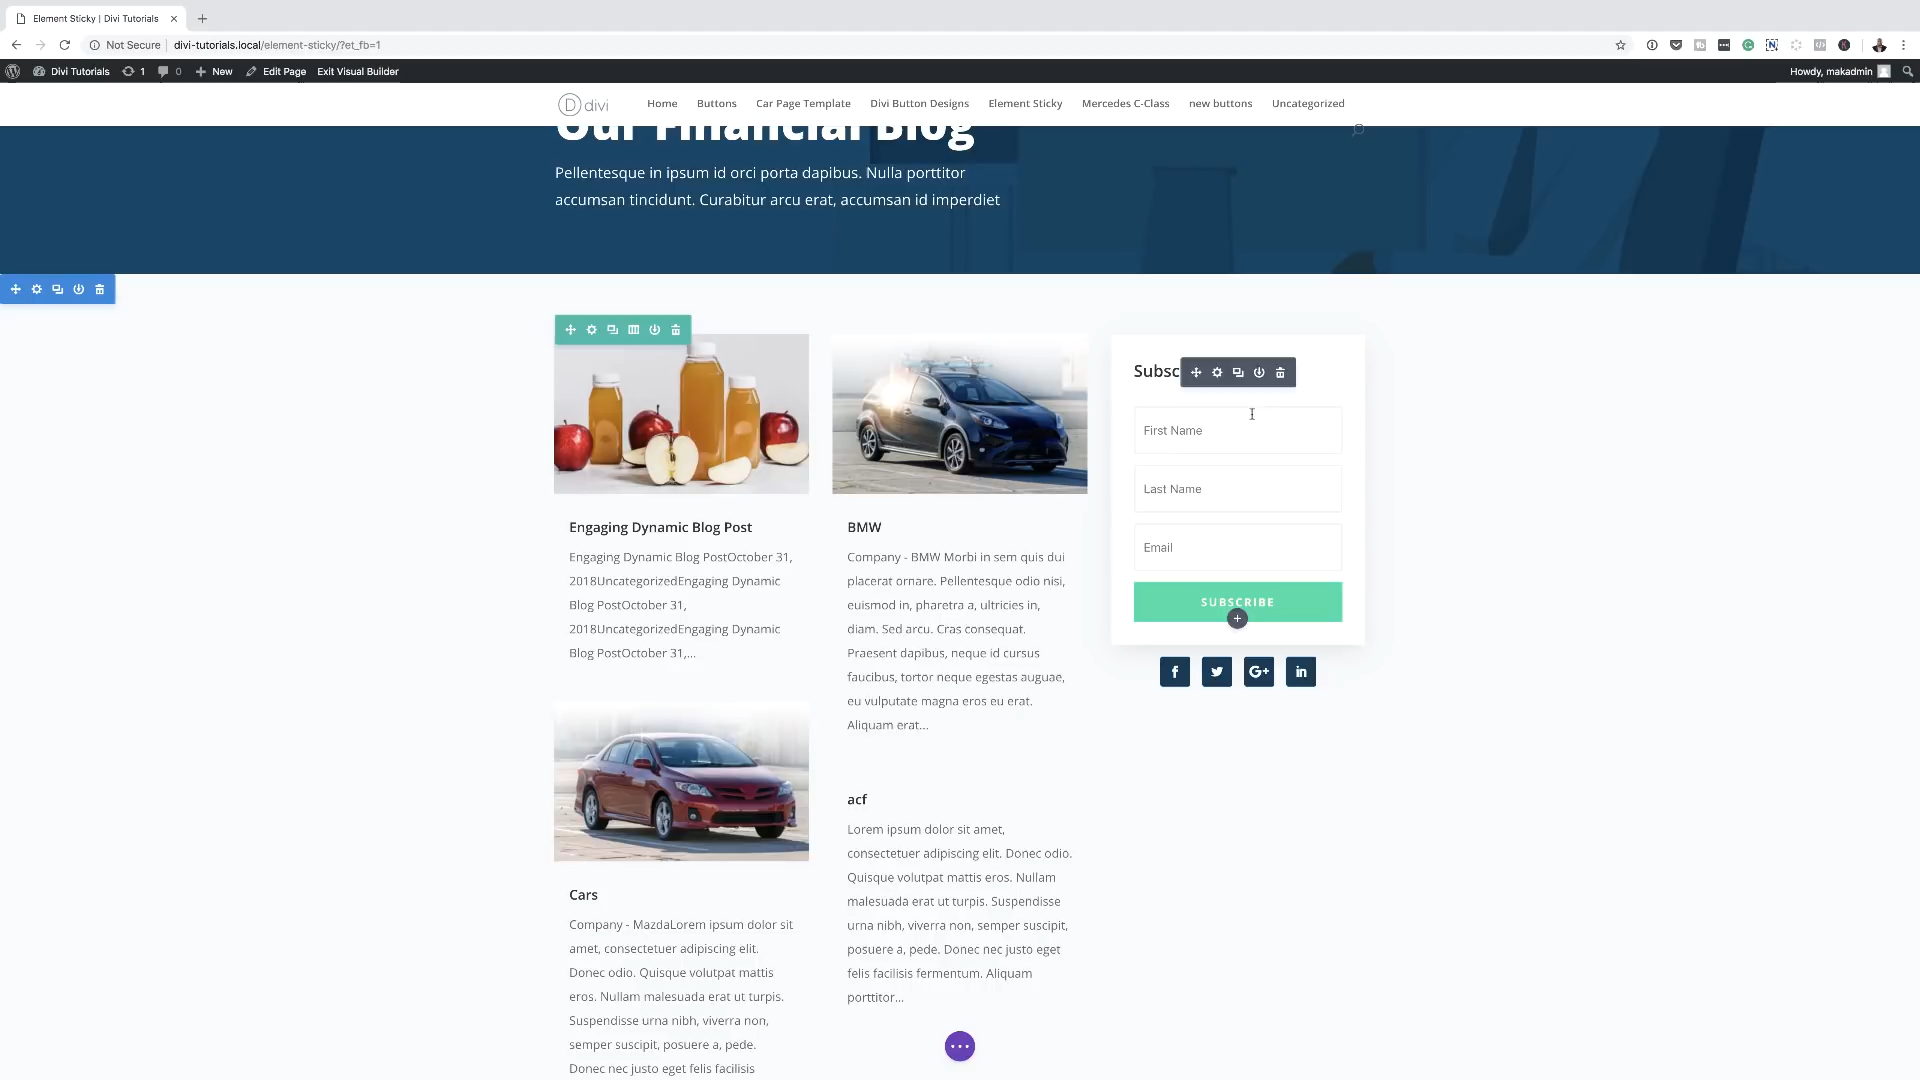 Element Sticky | Divi Tutorials
Not Secure
divi-tutorials.local/element-sticky/?et_fb=1
Divi Tutorials
1
0
New
Edit Page
Exit Visual Builder
Howdy, makadmin
D divi
Home
Buttons
Car Page Template
Divi Button Designs
Element Sticky
Mercedes C-Class
new buttons
Uncategorized
Our Financial Blog
Pellentesque in ipsum id orci porta dapibus. Nulla porttitor
accumsan tincidunt. Curabitur arcu erat, accumsan id imperdiet
Engaging Dynamic Blog Post
Engaging Dynamic Blog PostOctober 31,
2018UncategorizedEngaging Dynamic
Blog PostOctober 31,
2018UncategorizedEngaging Dynamic
Blog PostOctober 31,...
Cars
Company - MazdaLorem ipsum dolor sit
amet, consectetuer adipiscing elit.
Donec odio. Quisque volutpat mattis
eros. Nullam malesuada erat ut turpis.
Suspendisse urna nibh, viverra non,
semper suscipit, posuere a, pede.
Donec nec justo eget felis facilisis
BMW
Company - BMW Morbi in sem quis dui
placerat ornare. Pellentesque odio nisi,
euismod in, pharetra a, ultricies in,
diam. Sed arcu. Cras consequat.
Praesent dapibus, neque id cursus
faucibus, tortor neque egestas auguae,
eu vulputate magna eros eu erat.
Aliquam erat...
acf
Lorem ipsum dolor sit amet,
consectetuer adipiscing elit. Donec odio.
Quisque volutpat mattis eros. Nullam
malesuada erat ut turpis. Suspendisse
urna nibh, viverra non, semper suscipit,
posuere a, pede. Donec nec justo eget
felis facilisis fermentum. Aliquam
porttitor...
Subsc
First Name
Last Name
Email
SUBSCRIBE
f
G+
in